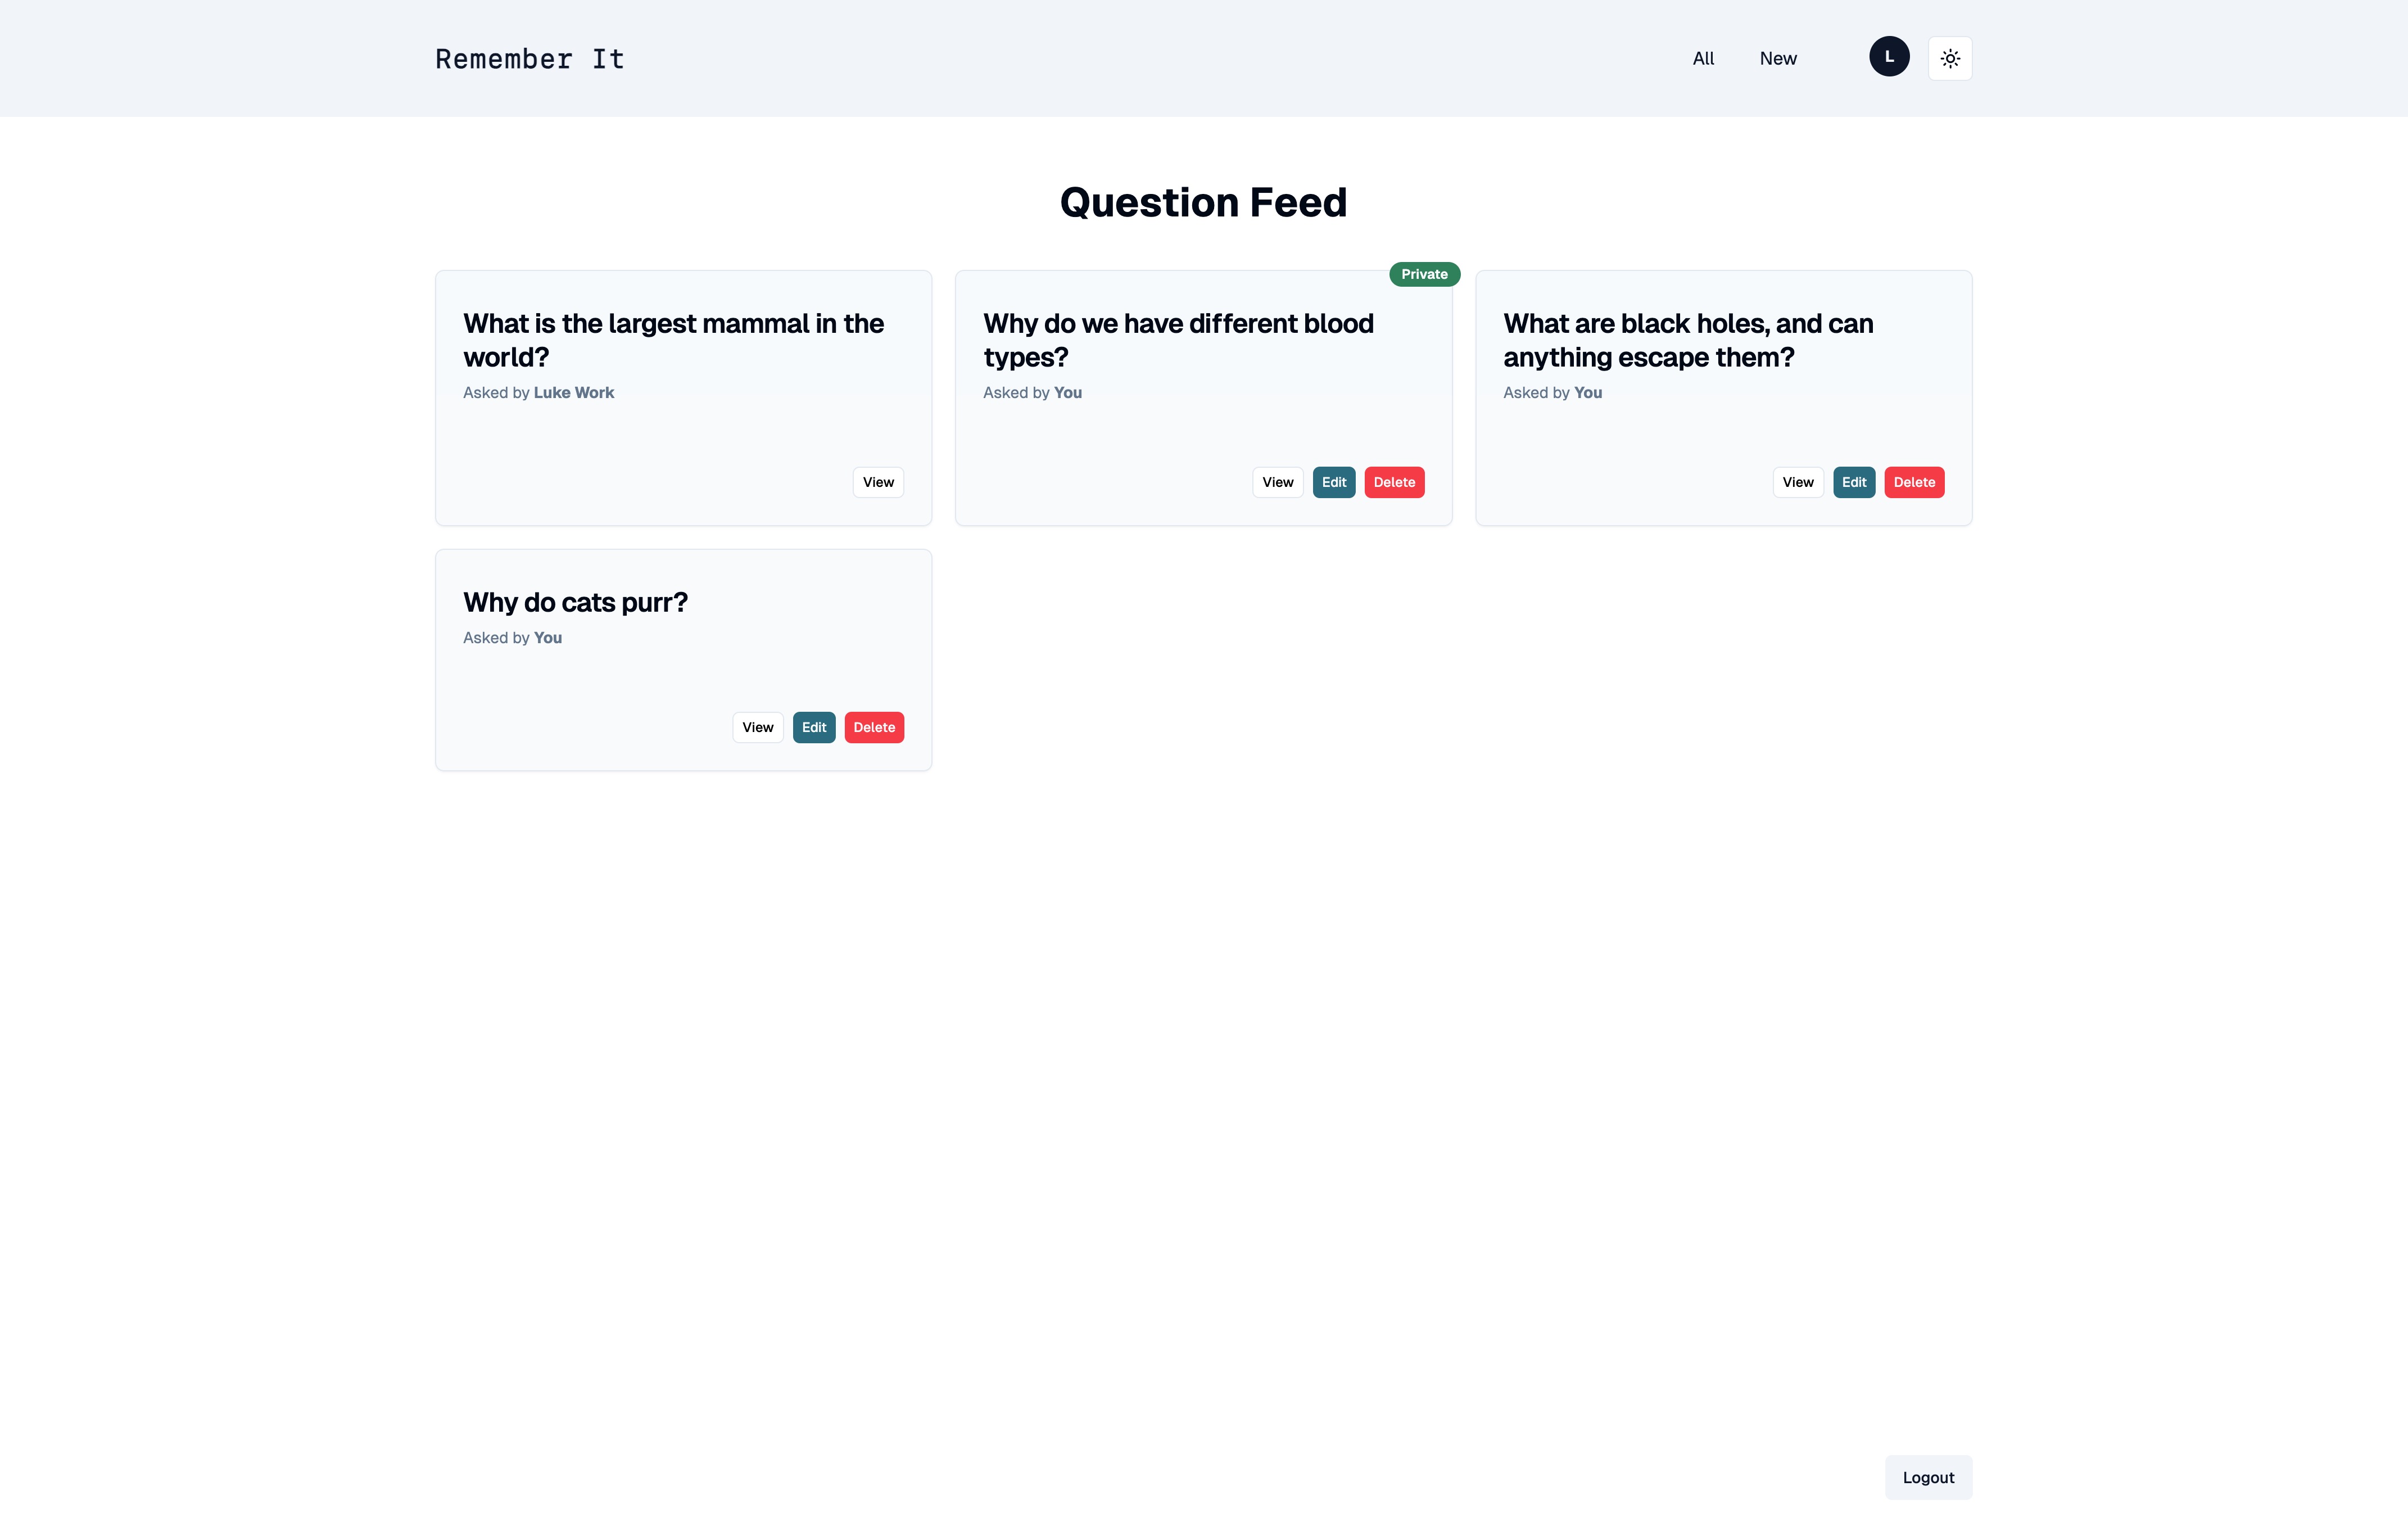 Remember It
All
New
L
Question Feed
What is the largest mammal in the
world?
Asked by Luke Work
View
Private
Why do we have different blood
types?
Asked by You
View
Edit
Delete
What are black holes, and can
anything escape them?
Asked by You
View
Edit
Delete
Why do cats purr?
Asked by You
View
Edit
Delete
Logout